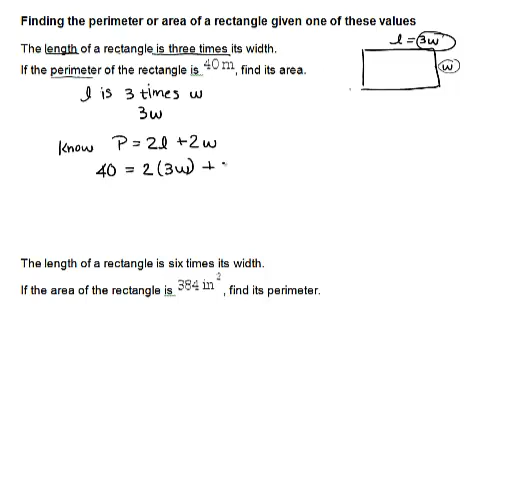 Finding the perimeter or area of a rectangle given one of these values
l = 3w
The length of a rectangle is three times its width.
w
If the perimeter of the rectangle is 40 m, find its area.
l is 3 times w
3w
Know P = 2l + 2w
40 = 2(3w) +
The length of a rectangle is six times its width.
If the area of the rectangle is 384 in², find its perimeter.